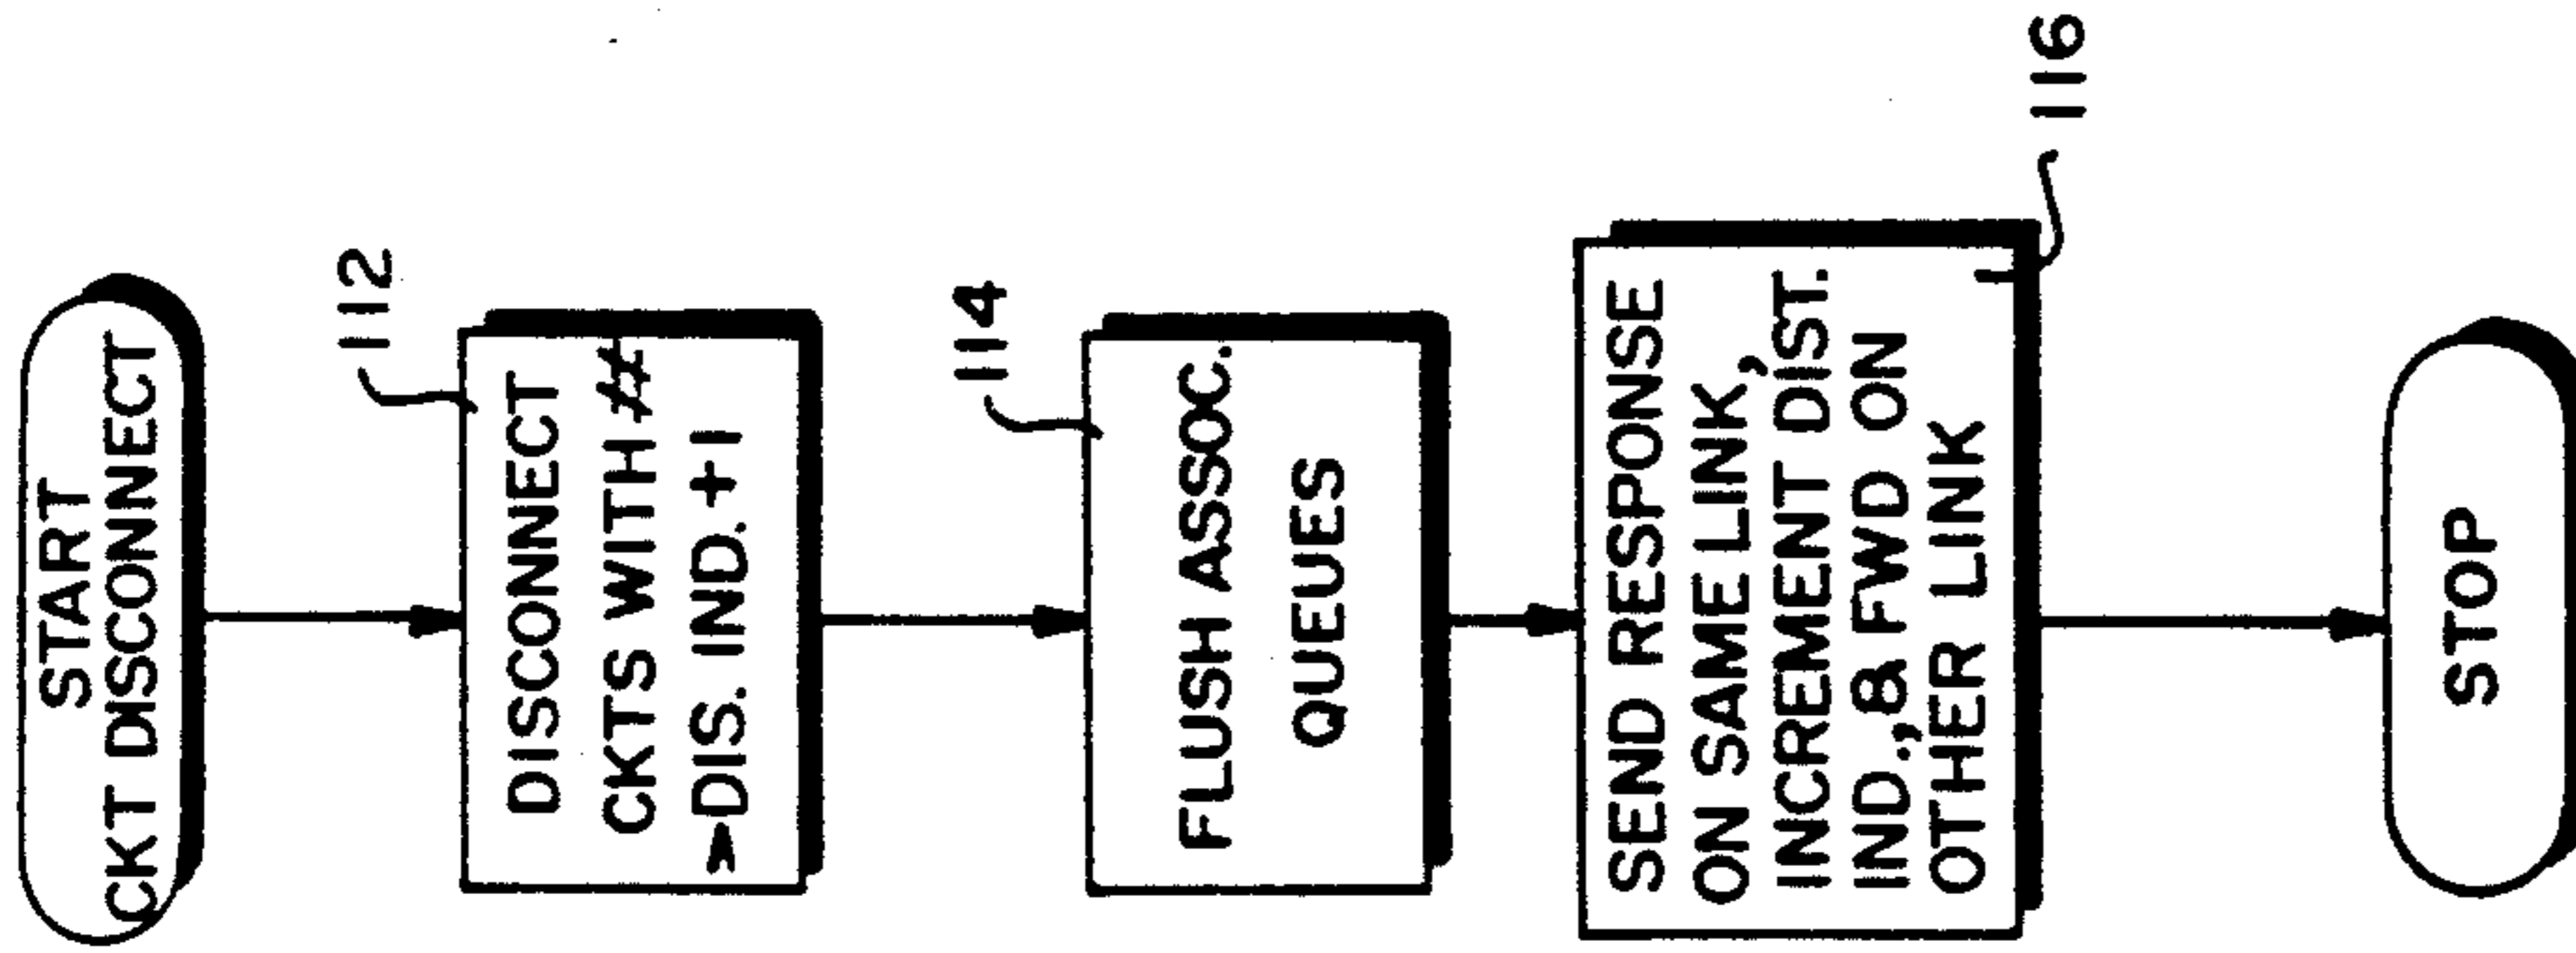 START
CKT DISCONNECT
112
DISCONNECT
CKTS WITH #
>DIS. IND. +1
114
FLUSH ASSOC.
QUEUES
SEND RESPONSE
ON SAME LINK,
INCREMENT DIST.
IND., & FWD ON
OTHER LINK
116
STOP